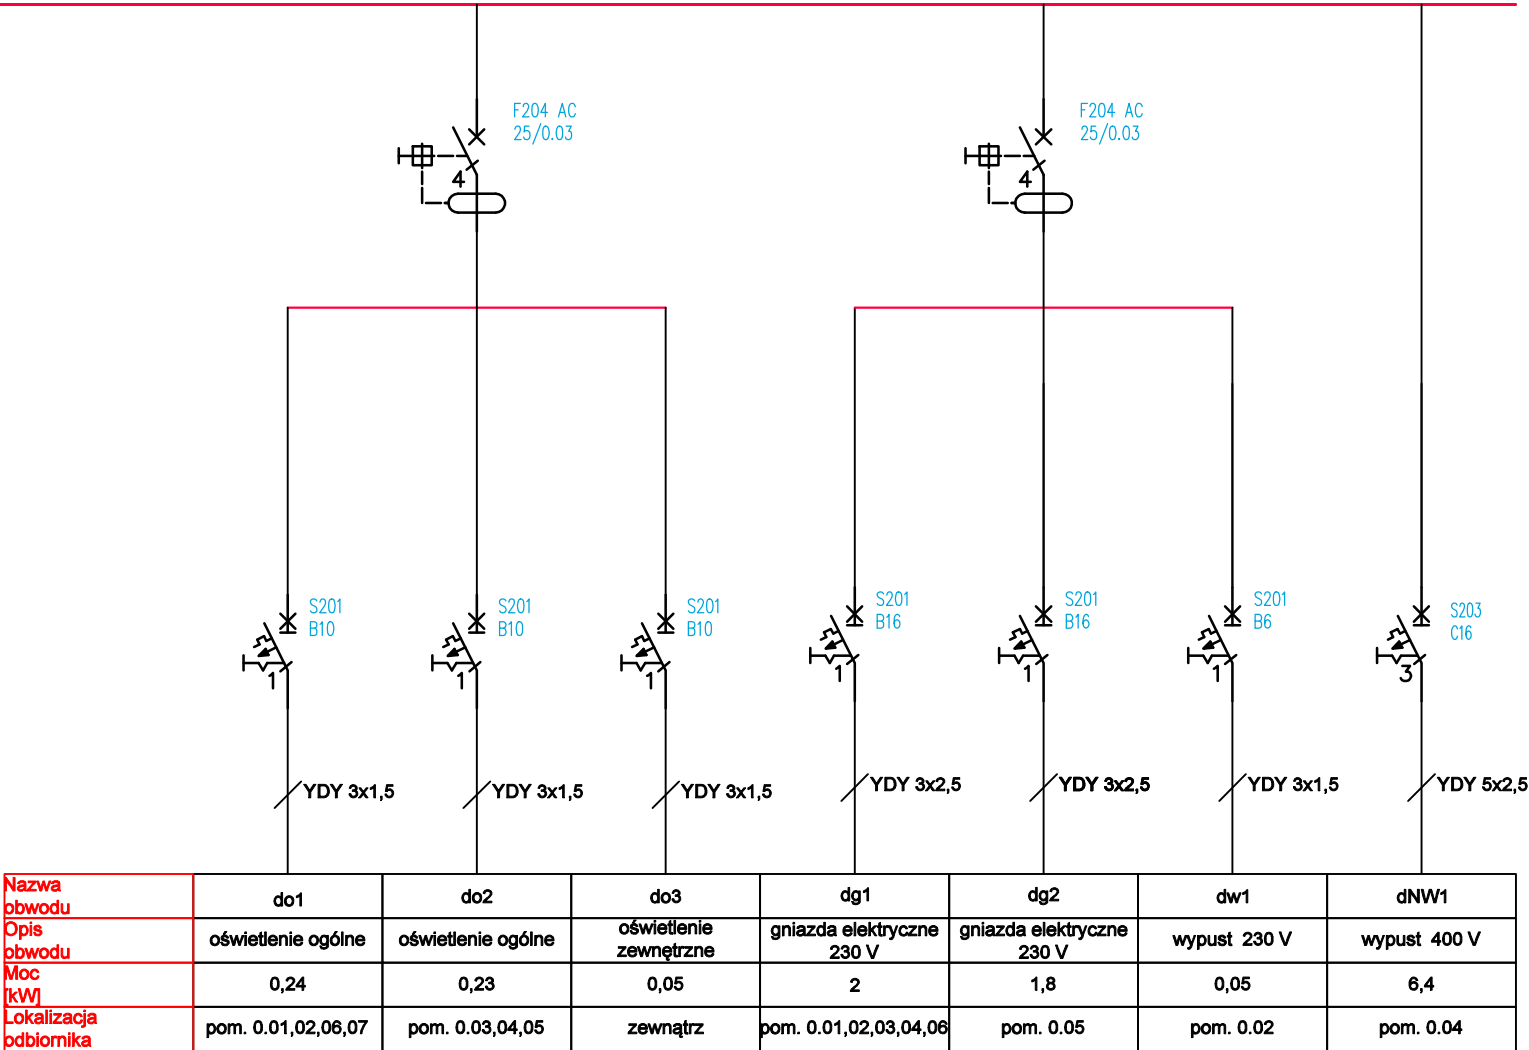 F204 AC
25/0.03
4
F204 AC
25/0.03
4
S201
B10
1
S201
B10
1
S201
B10
1
S201
B16
1
S201
B16
1
S201
B6
1
S203
C16
3
YDY 3x1,5
YDY 3x1,5
YDY 3x1,5
YDY 3x2,5
YDY 3x2,5
YDY 3x1,5
YDY 5x2,5
Nazwa
obwodu
do1
do2
do3
dg1
dg2
dw1
dNW1
Opis
obwodu
oświetlenie ogólne
oświetlenie ogólne
oświetlenie
zewnętrzne
gniazda elektryczne
230 V
gniazda elektryczne
230 V
wypust 230 V
wypust 400 V
Moc
[kW]
0,24
0,23
0,05
2
1,8
0,05
6,4
Lokalizacja
odbiornika
pom. 0.01,02,06,07
pom. 0.03,04,05
zewnątrz
pom. 0.01,02,03,04,06
pom. 0.05
pom. 0.02
pom. 0.04